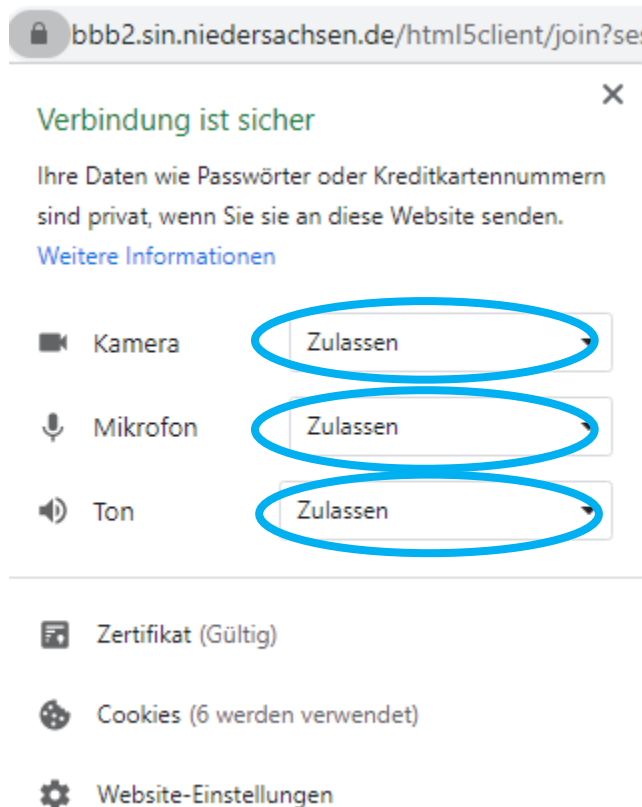 bbb2.sin.niedersachsen.de/html5client/join?ses
Verbindung ist sicher
Ihre Daten wie Passwörter oder Kreditkartennummern
sind privat, wenn Sie sie an diese Website senden.
Weitere Informationen
Kamera Zulassen
Mikrofon Zulassen
Ton Zulassen
Zertifikat (Gültig)
Cookies (6 werden verwendet)
Website-Einstellungen